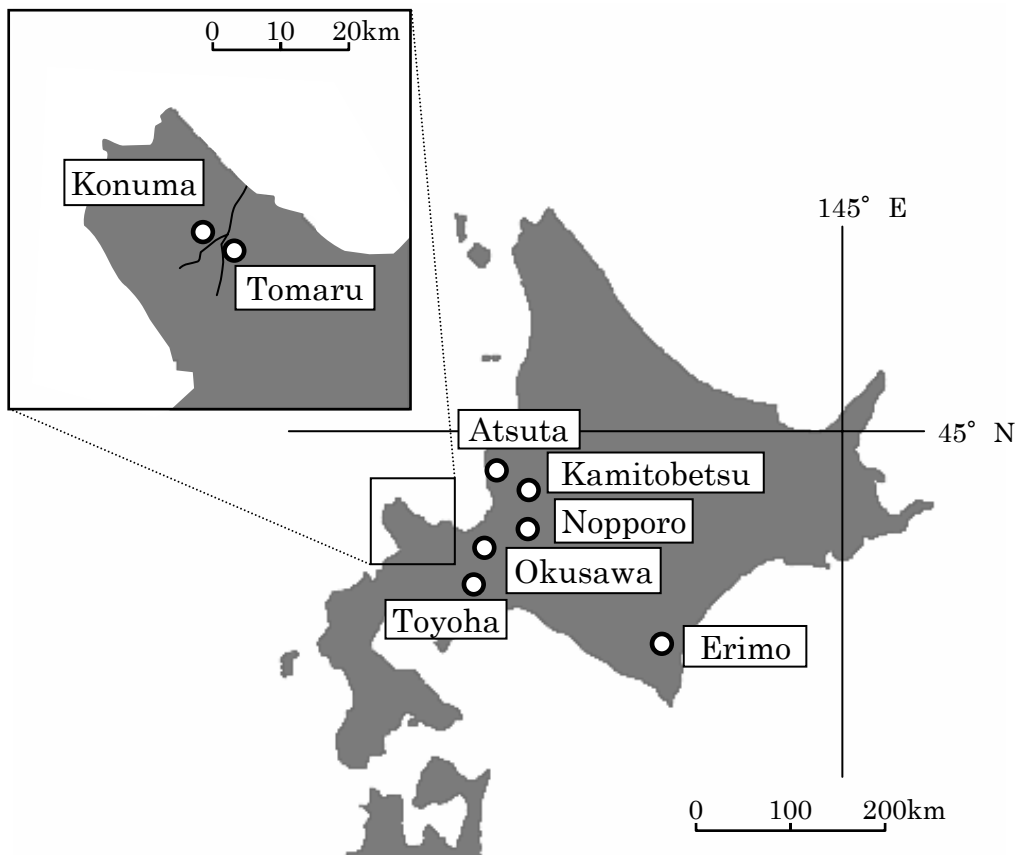 0 10 20km
Konuma
Tomaru
145° E
Atsuta
45° N
Kamitobetsu
Nopporo
Okusawa
Toyoha
Erimo
0 100 200km